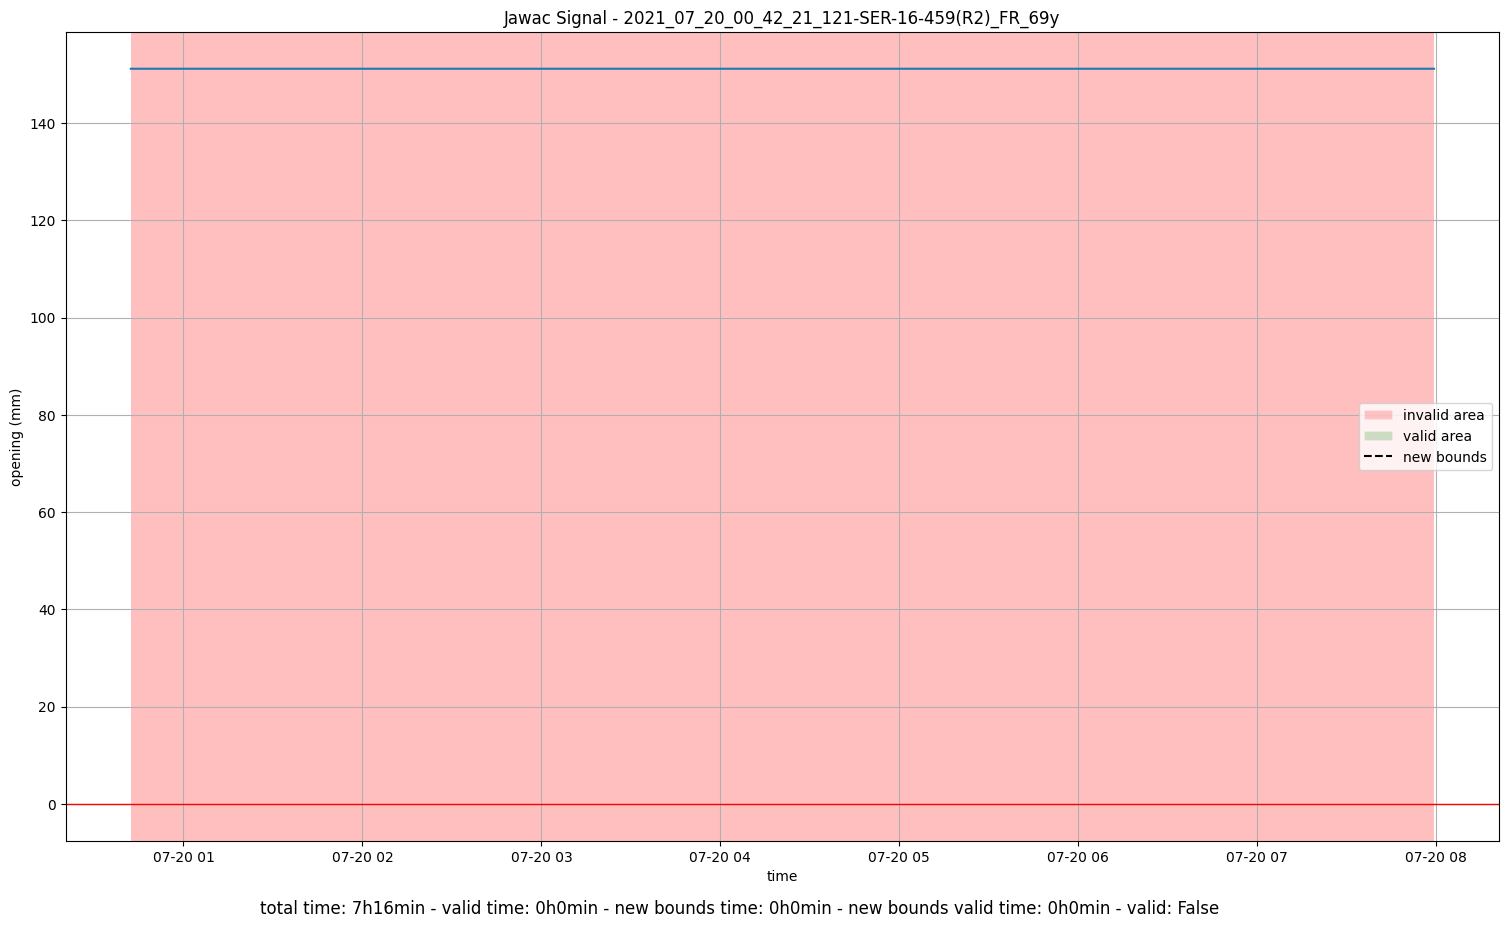 Jawac Signal - 2021_07_20_00_42_21_121-SER-16-459(R2)_FR_69y
140
120
100
80
60
40
20
0
opening (mm)
invalid area
valid area
new bounds
07-20 01
07-20 02
07-20 03
07-20 04
07-20 05
07-20 06
07-20 07
07-20 08
time
total time: 7h16min - valid time: 0h0min - new bounds time: 0h0min - new bounds valid time: 0h0min - valid: False